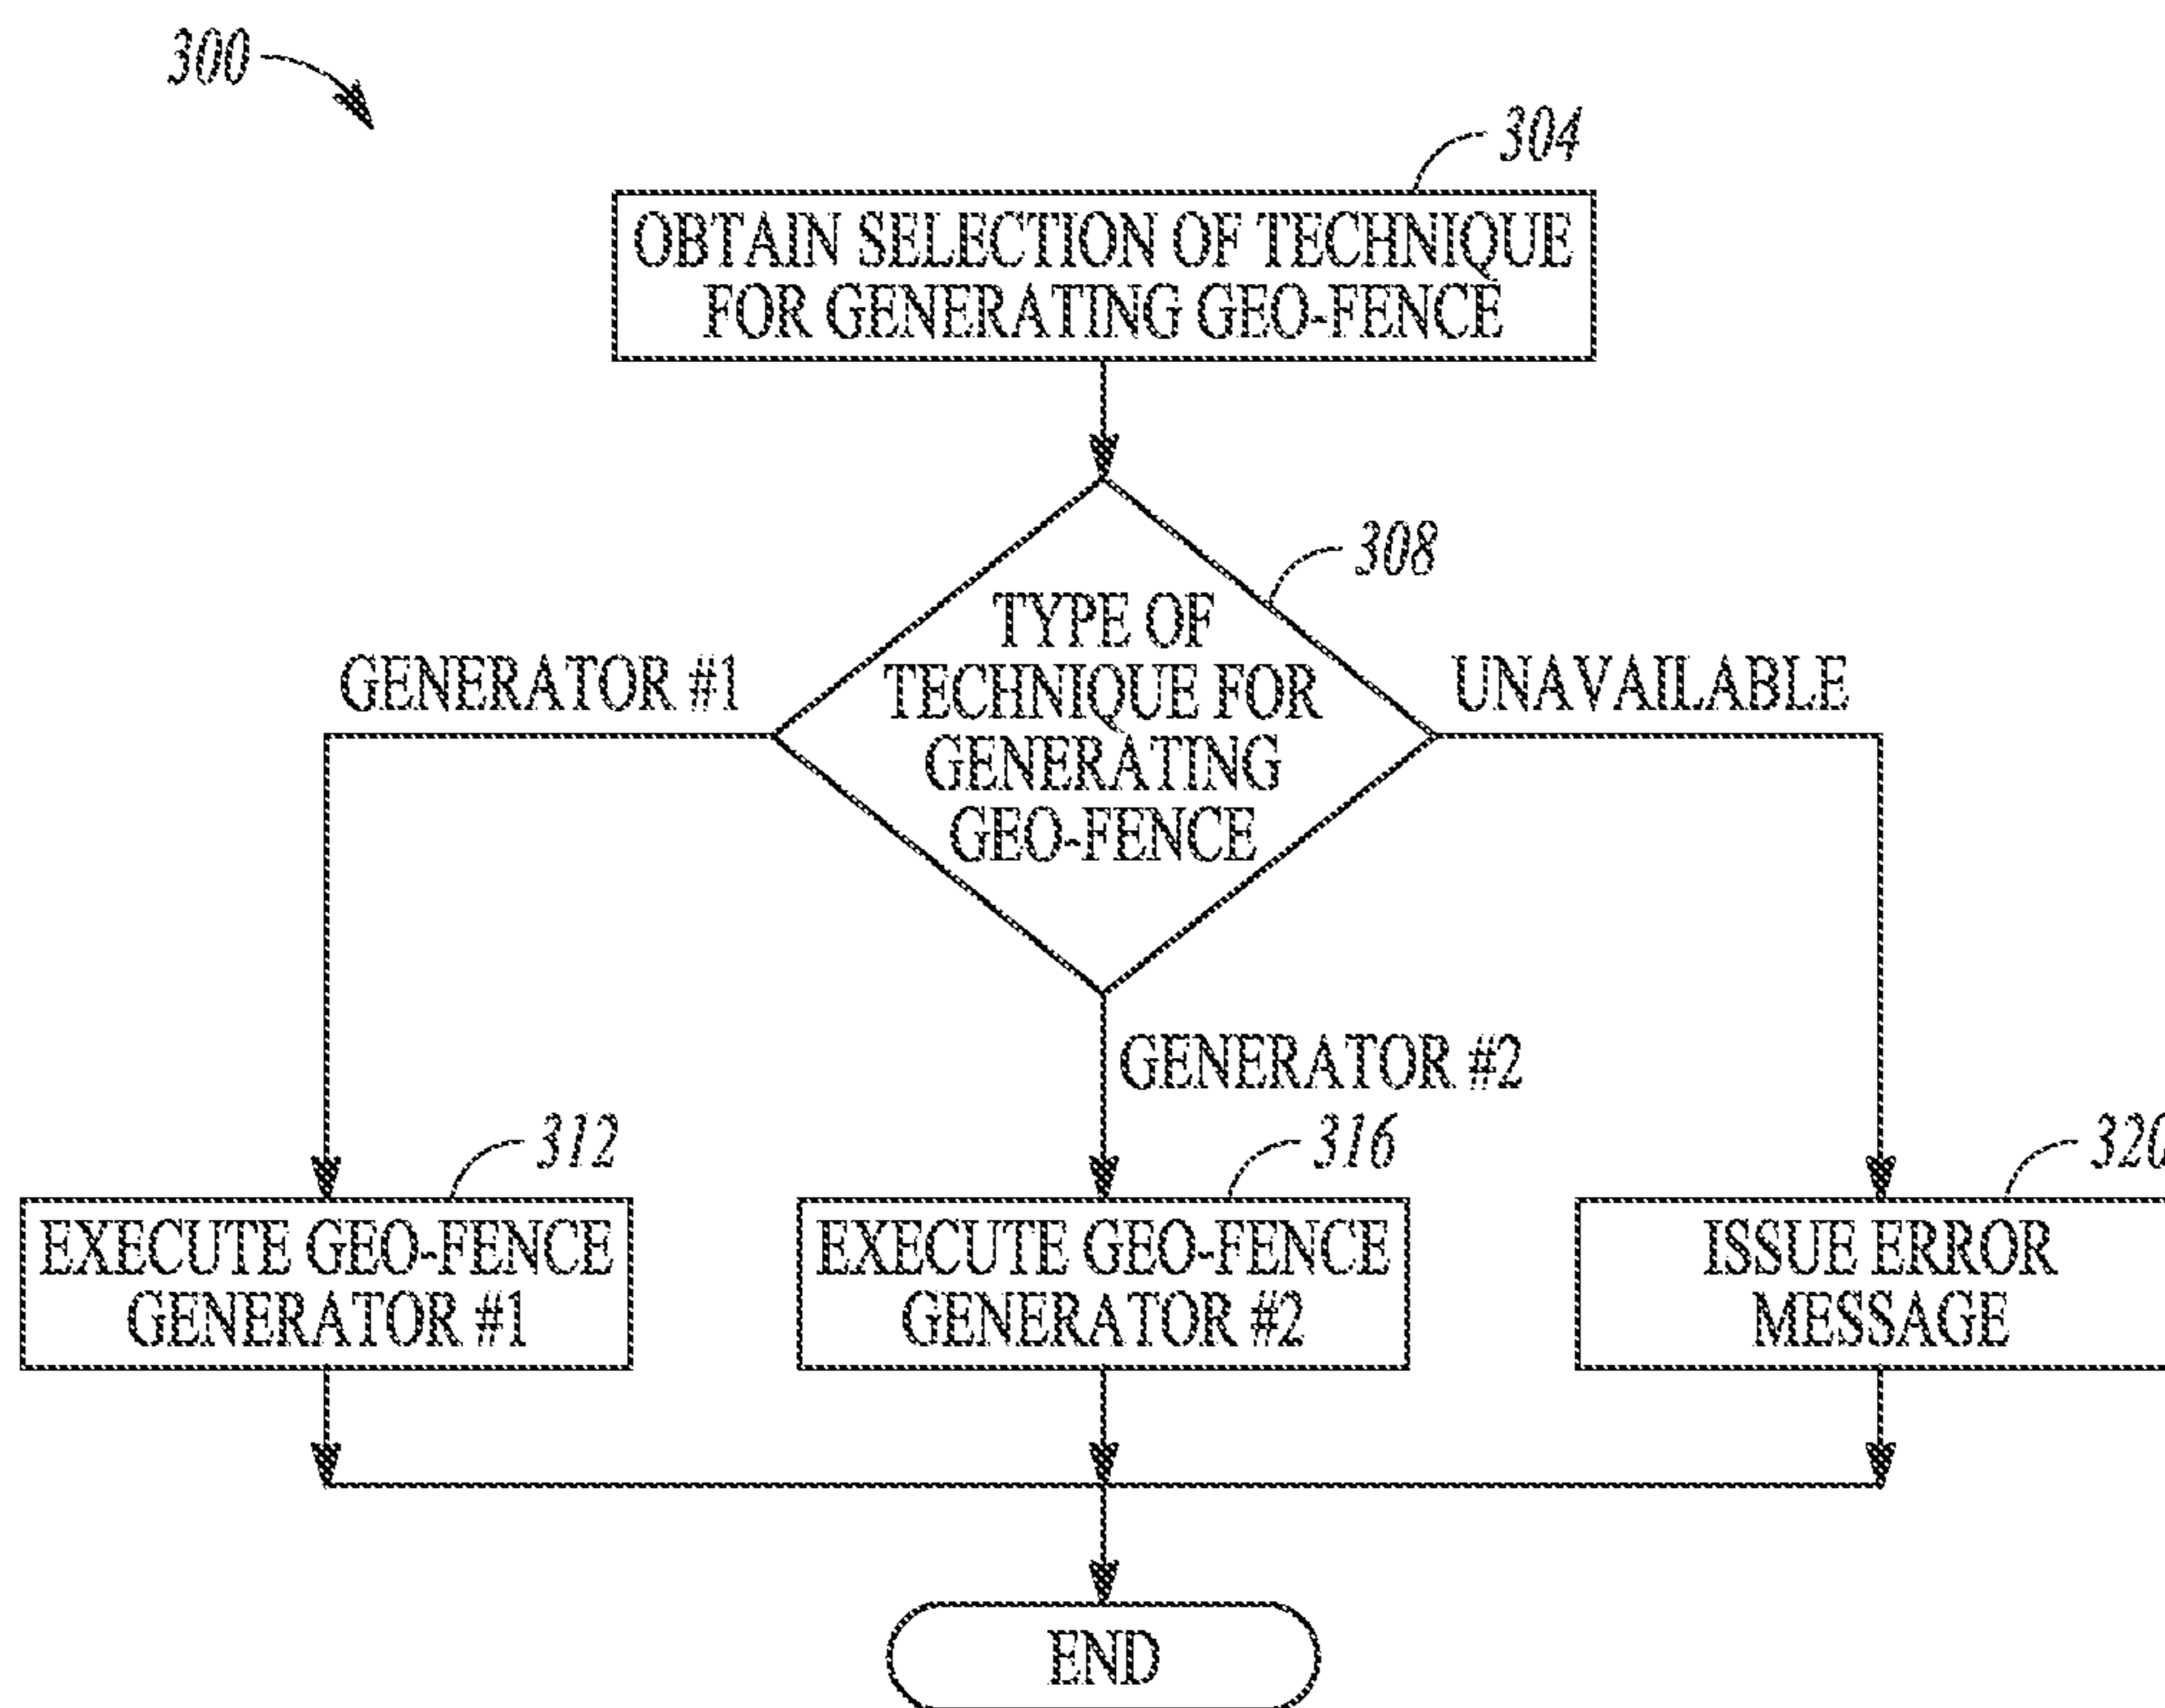 300
304
OBTAIN SELECTION OF TECHNIQUE
FOR GENERATING GEO-FENCE
308
TYPE OF
TECHNIQUE FOR
GENERATING
GEO-FENCE
GENERATOR #1
UNAVAILABLE
GENERATOR #2
312
316
320
EXECUTE GEO-FENCE
GENERATOR #1
EXECUTE GEO-FENCE
GENERATOR #2
ISSUE ERROR
MESSAGE
END